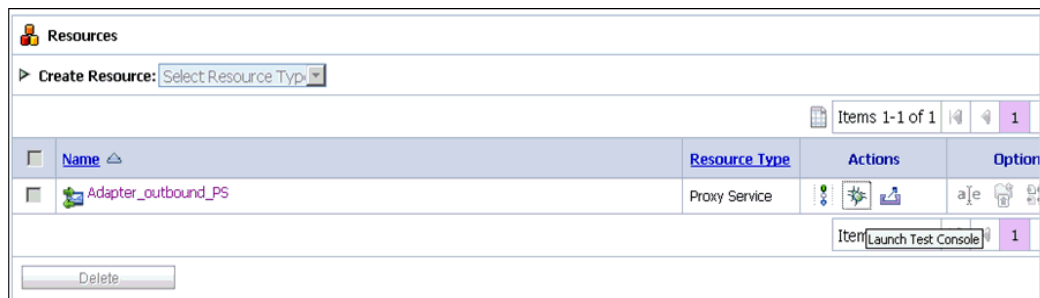 Resources
Create Resource: Select Resource Typ
Items 1-1 of 1 1
Name Resource Type Actions Option
Adapter_outbound_PS Proxy Service
Item Launch Test Console 1
Delete